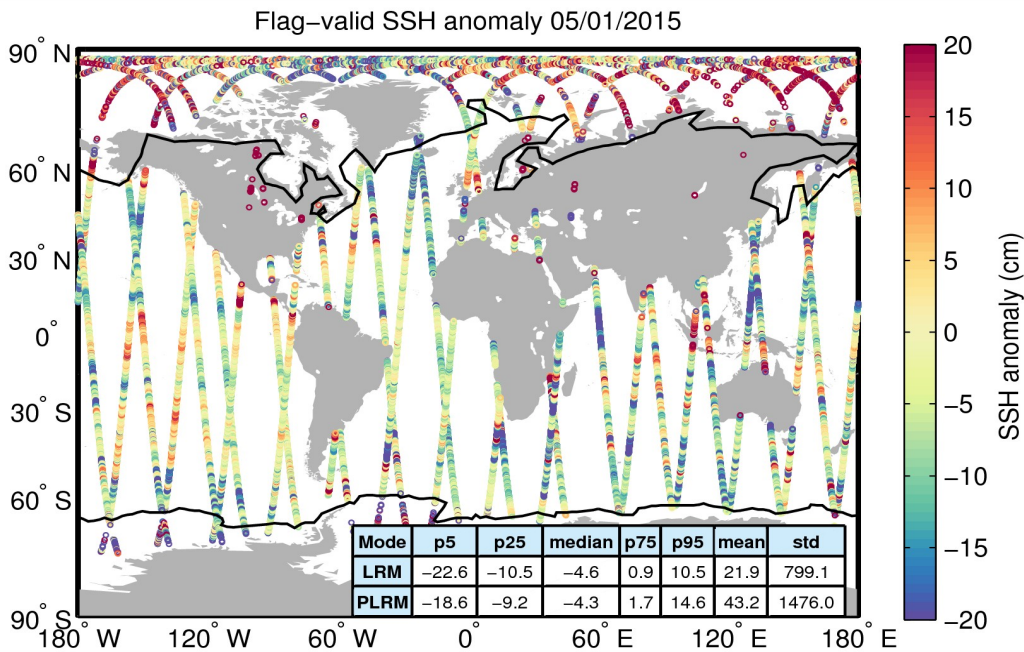 Flag−valid SSH anomaly 05/01/2015
90° N
60° N
30° N
0°
30° S
60° S
90° S
180° W
120° W
60° W
0°
60° E
120° E
180° E
Mode p5 p25 median p75 p95 mean std
LRM −22.6 −10.5 −4.6 0.9 10.5 21.9 799.1
PLRM −18.6 −9.2 −4.3 1.7 14.6 43.2 1476.0
20
15
10
5
0
−5
−10
−15
−20
SSH anomaly (cm)